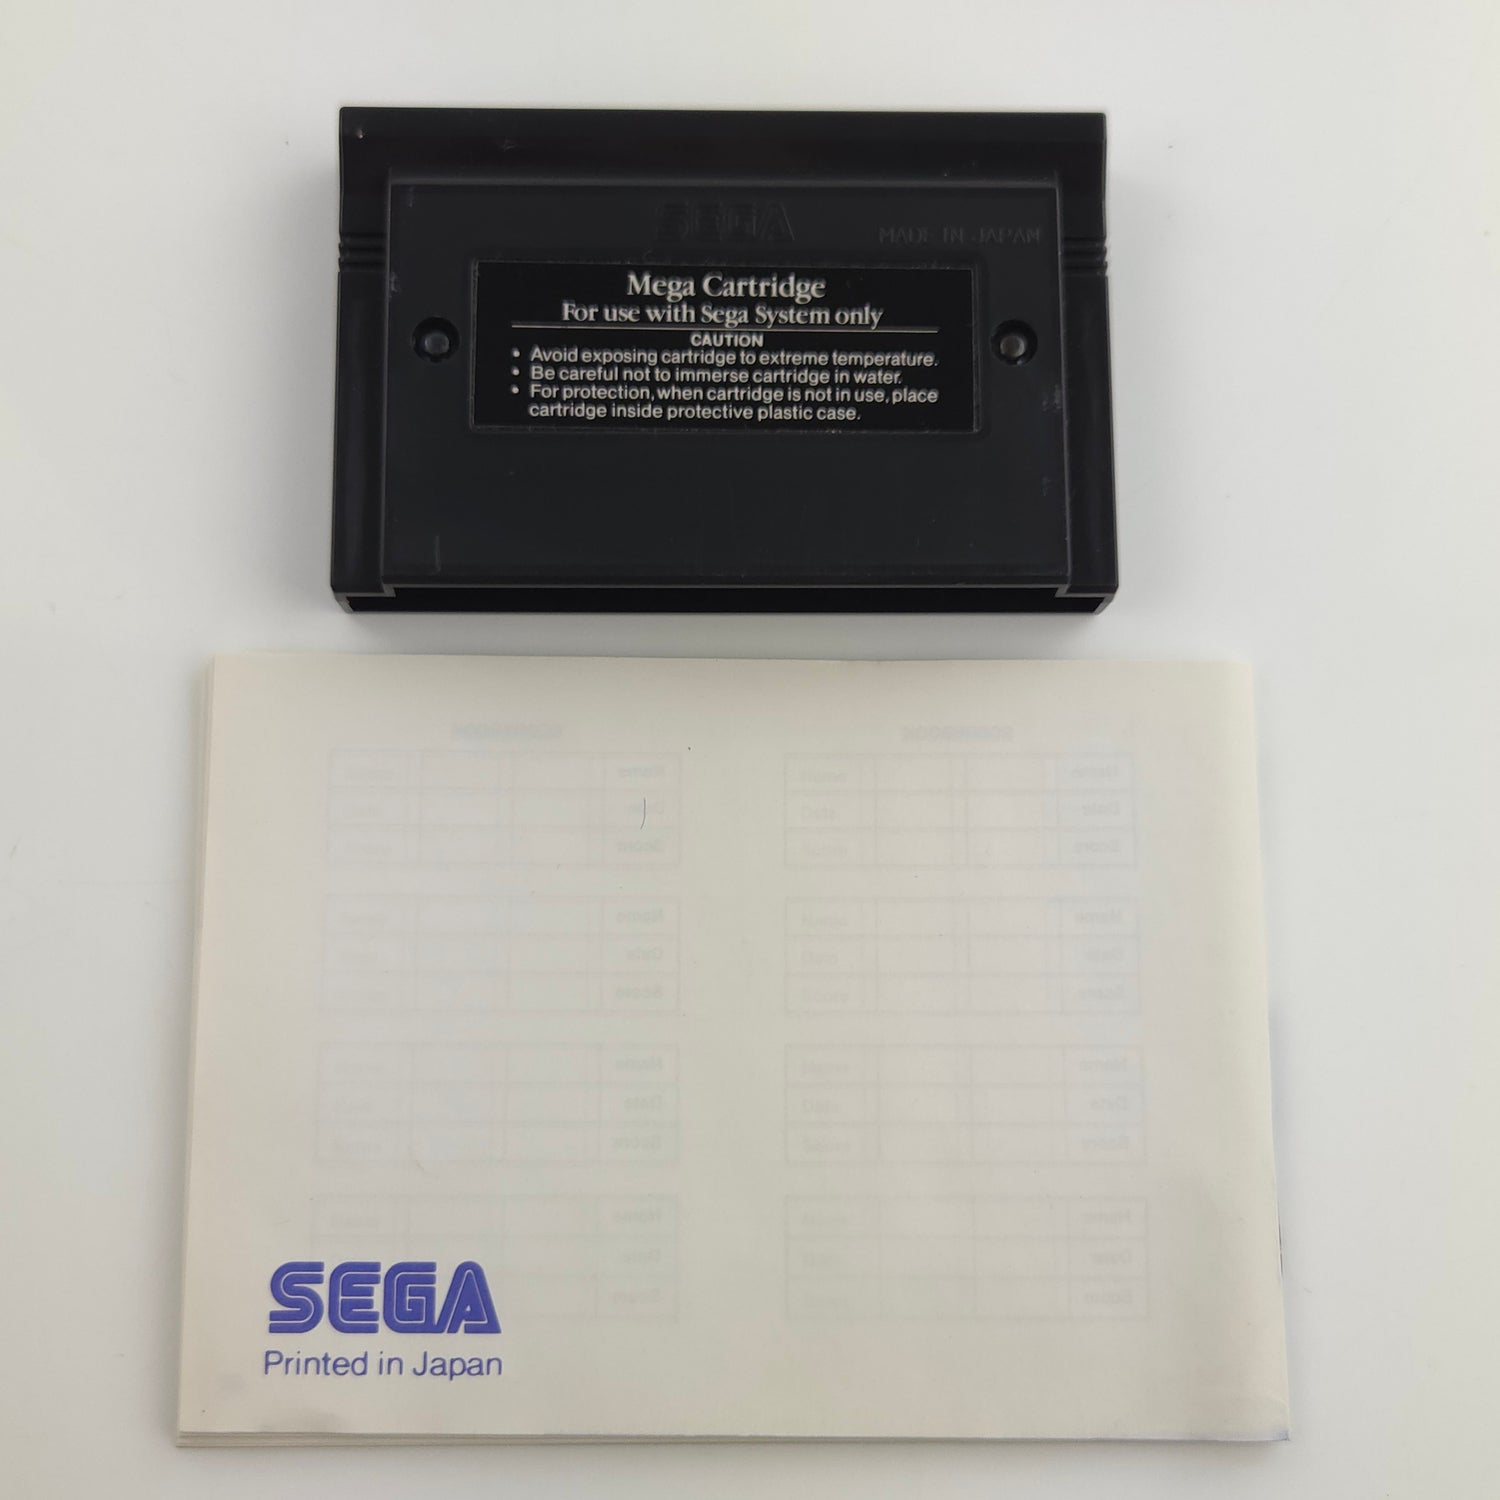 SEGA
MADE IN JAPAN
Mega Cartridge
For use with Sega System only
CAUTION
• Avoid exposing cartridge to extreme temperature.
• Be careful not to immerse cartridge in water.
• For protection, when cartridge is not in use, place
cartridge inside protective plastic case.
SEGA
Printed in Japan